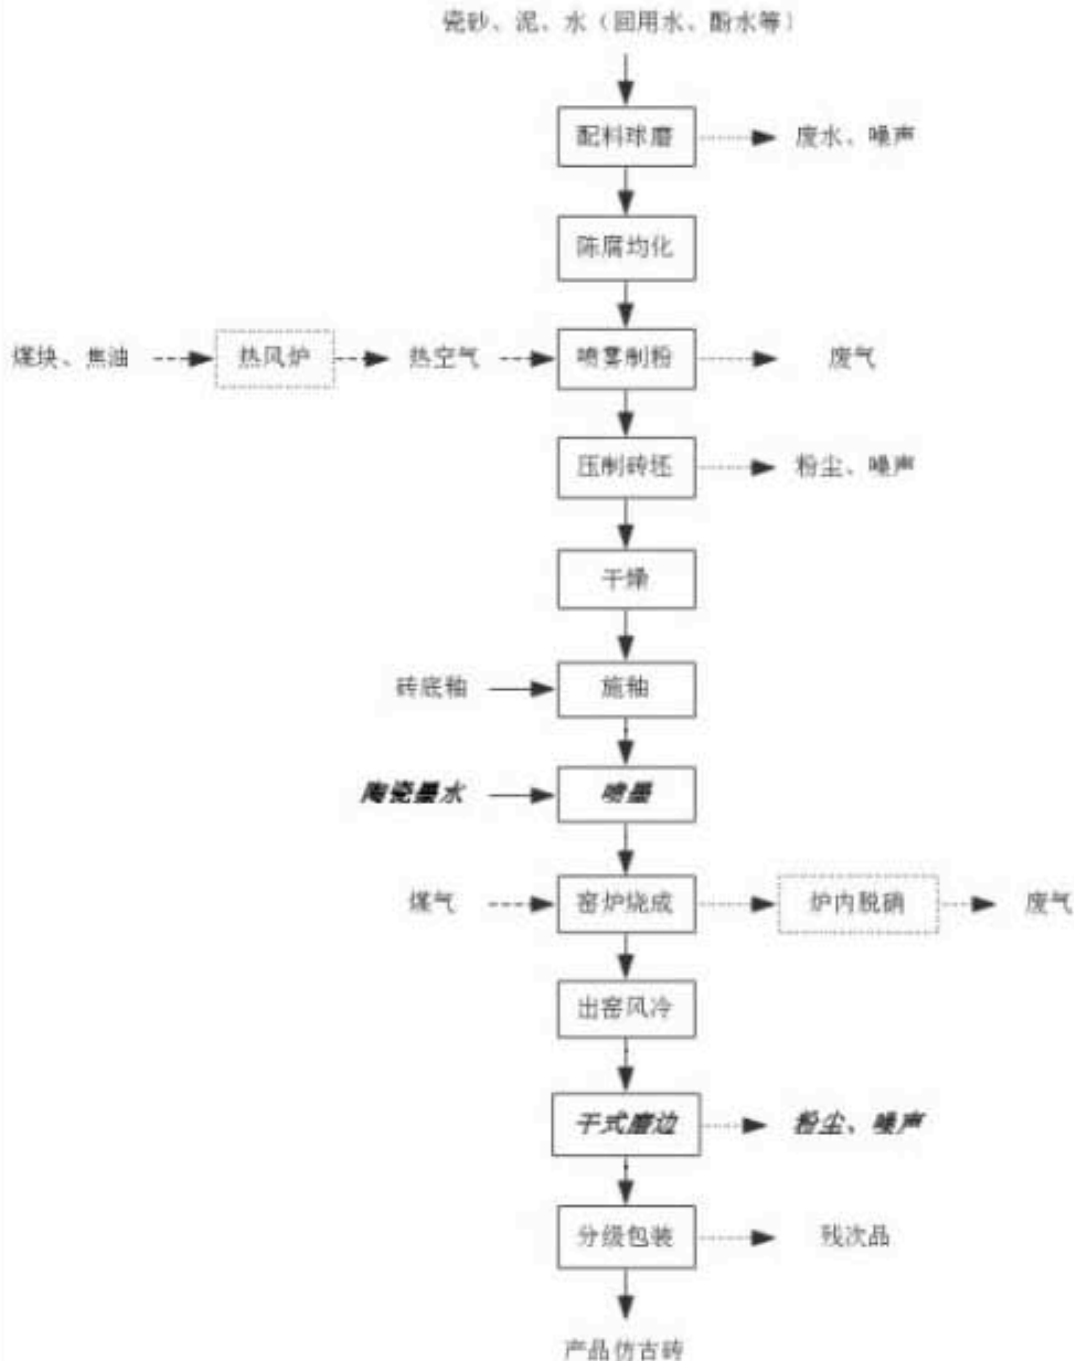 瓷砂、泥、水（回用水、酚水等）
配料球磨
废水、噪声
陈腐均化
煤块、焦油
热风炉
热空气
喷雾制粉
废气
压制砖坯
粉尘、噪声
干燥
砖底釉
施釉
陶瓷墨水
喷墨
煤气
窑炉烧成
炉内脱硝
废气
出窑风冷
干式磨边
粉尘、噪声
分级包装
残次品
产品仿古砖